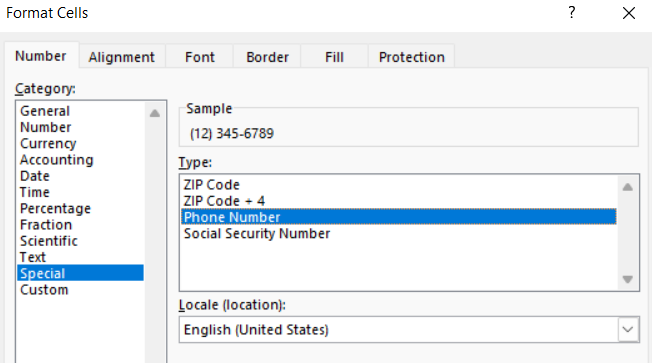 Format Cells ? ×
Number Alignment Font Border Fill Protection
Category:
General
Number
Currency
Accounting
Date
Time
Percentage
Fraction
Scientific
Text
Special
Custom
Sample
(12) 345-6789
Type:
ZIP Code
ZIP Code + 4
Phone Number
Social Security Number
Locale (location):
English (United States)